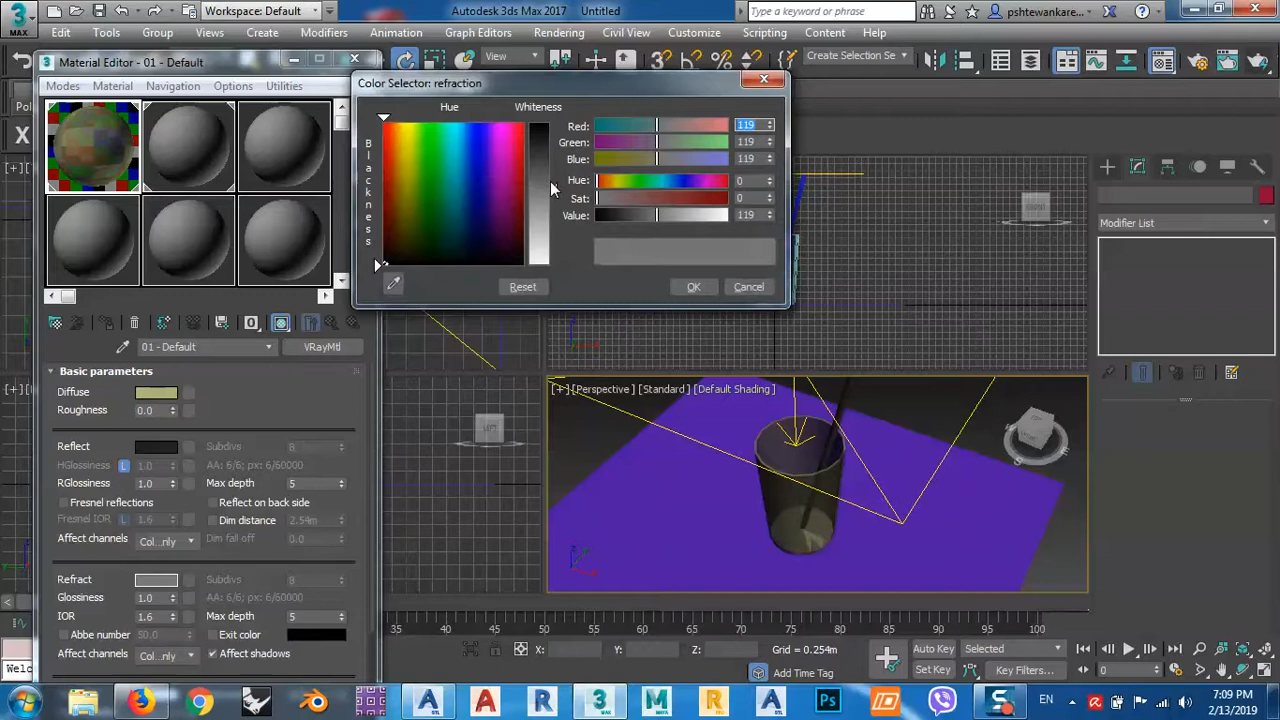 MAX
Workspace: Default
Autodesk 3ds Max 2017 Untitled
Type a keyword or phrase
pshtewankare...
Edit Tools Group Views Create Modifiers Animation Graph Editors Rendering Civil View Customize Scripting Content Help
View
Create Selection Se
Material Editor - 01 - Default
Modes Material Navigation Options Utilities
Color Selector: refraction
Hue Whiteness
Blackness
Red: 119
Green: 119
Blue: 119
Hue: 0
Sat: 0
Value: 119
Reset OK Cancel
Pol
[+]
FRONT
Modifier List
01 - Default VRayMtl
Basic parameters
Diffuse
Roughness 0.0
Reflect Subdivs 8
HGlossiness L 1.0 AA: 6/6; px: 6/60000
RGlossiness 1.0 Max depth 5
Fresnel reflections Reflect on back side
Fresnel IOR L 1.6 Dim distance 2.54m
Affect channels Col...nly Dim fall off 0.0
Refract Subdivs 8
Glossiness 1.0 AA: 6/6; px: 6/60000
IOR 1.6 Max depth 5
Abbe number 50.0 Exit color
Affect channels Col...nly Affect shadows
[+] [Perspective ] [Standard ] [Default Shading ]
LEFT
35 40 45 50 55 60 65 70 75 80 85 90 95 100
X: Y: Z: Grid = 0.254m
Add Time Tag
Auto Key Selected
Set Key Key Filters...
0
Welc
EN
7:09 PM
2/13/2019